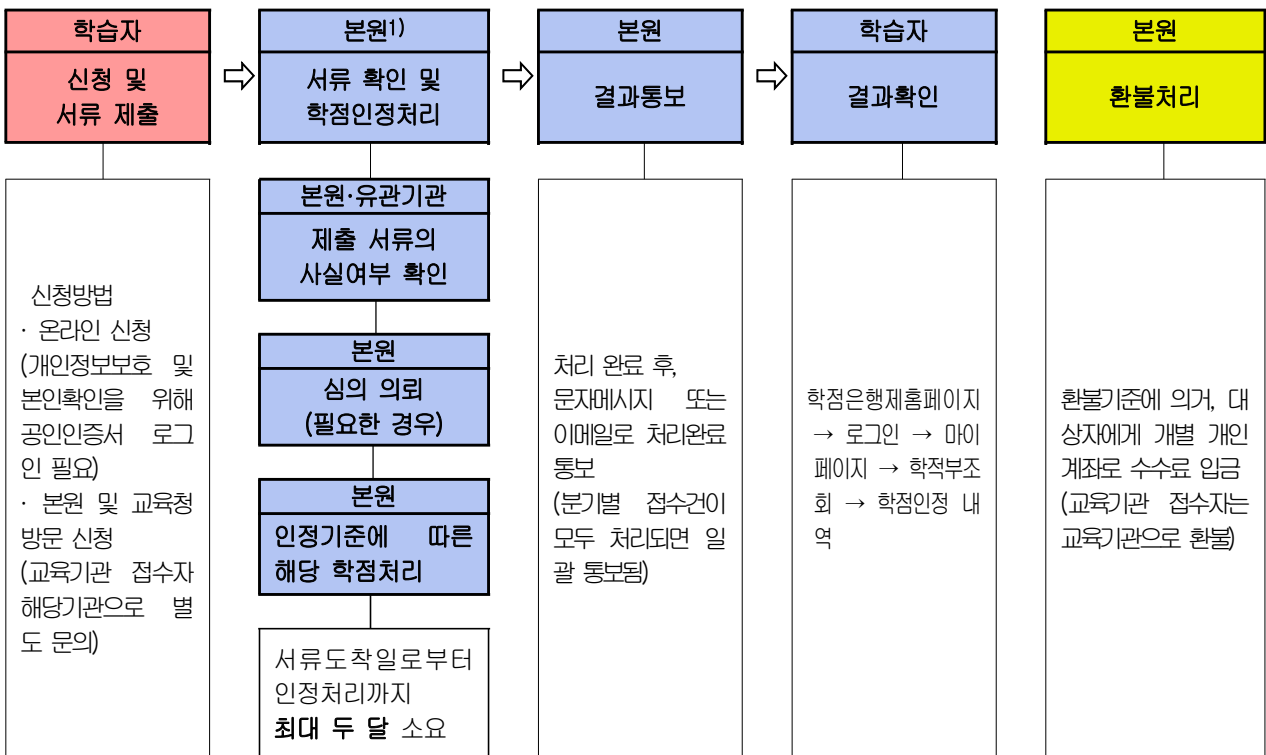 학습자
신청 및
서류 제출
본원1)
서류 확인 및
학점인정처리
본원
결과통보
학습자
결과확인
본원
환불처리
신청방법
· 온라인 신청
(개인정보보호 및
본인확인을 위해
공인인증서 로그
인 필요)
· 본원 및 교육청
방문 신청
(교육기관 접수자
해당기관으로 별
도 문의)
본원·유관기관
제출 서류의
사실여부 확인
본원
심의 의뢰
(필요한 경우)
본원
인정기준에 따른
해당 학점처리
서류도착일로부터
인정처리까지
최대 두 달 소요
처리 완료 후,
문자메시지 또는
이메일로 처리완료
통보
(분기별 접수건이
모두 처리되면 일
괄 통보됨)
학점은행제홈페이지
→ 로그인 → 마이
페이지 → 학적부조
회 → 학점인정 내
역
환불기준에 의거, 대
상자에게 개별 개인
계좌로 수수료 입금
(교육기관 접수자는
교육기관으로 환불)